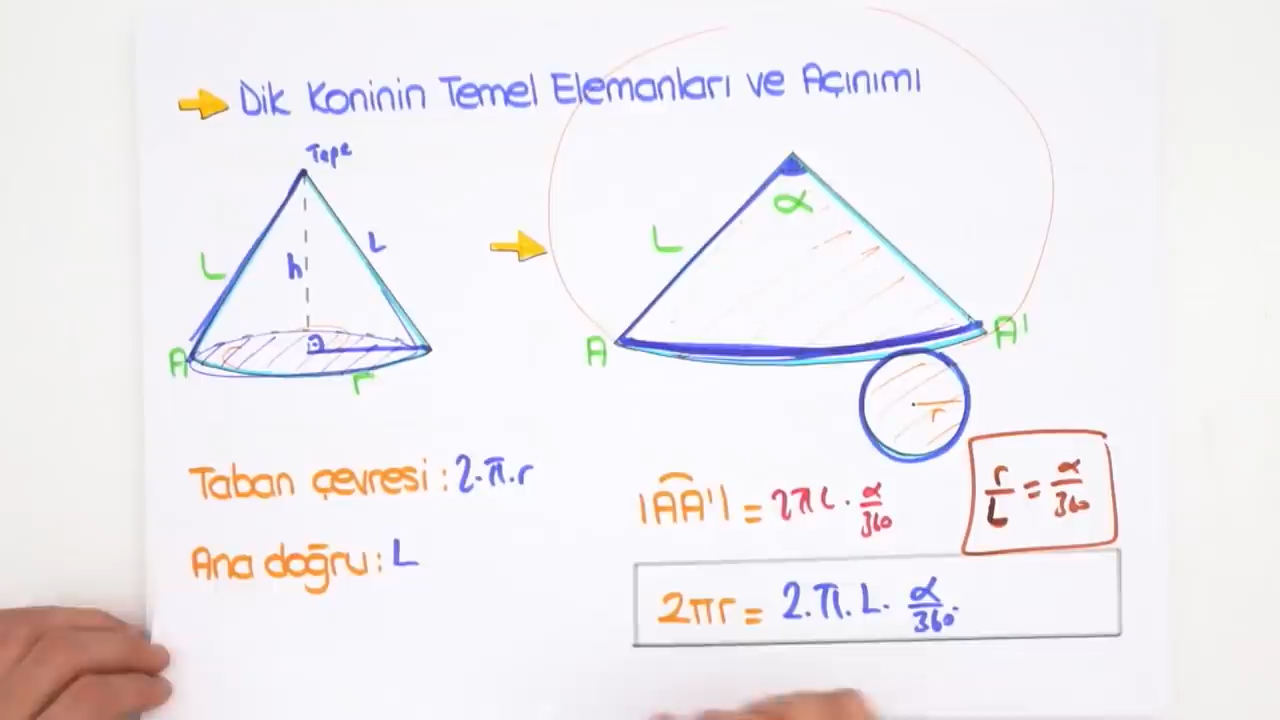 Dik Koninin Temel Elemanları ve Açınımı
Tepe
L
h
L
A
r
α
L
A
A'
r
Taban çevresi : 2.π.r
Ana doğru : L
|AA'| = 2πL . α/360
r/L = α/360
2πr = 2.π.L. α/360